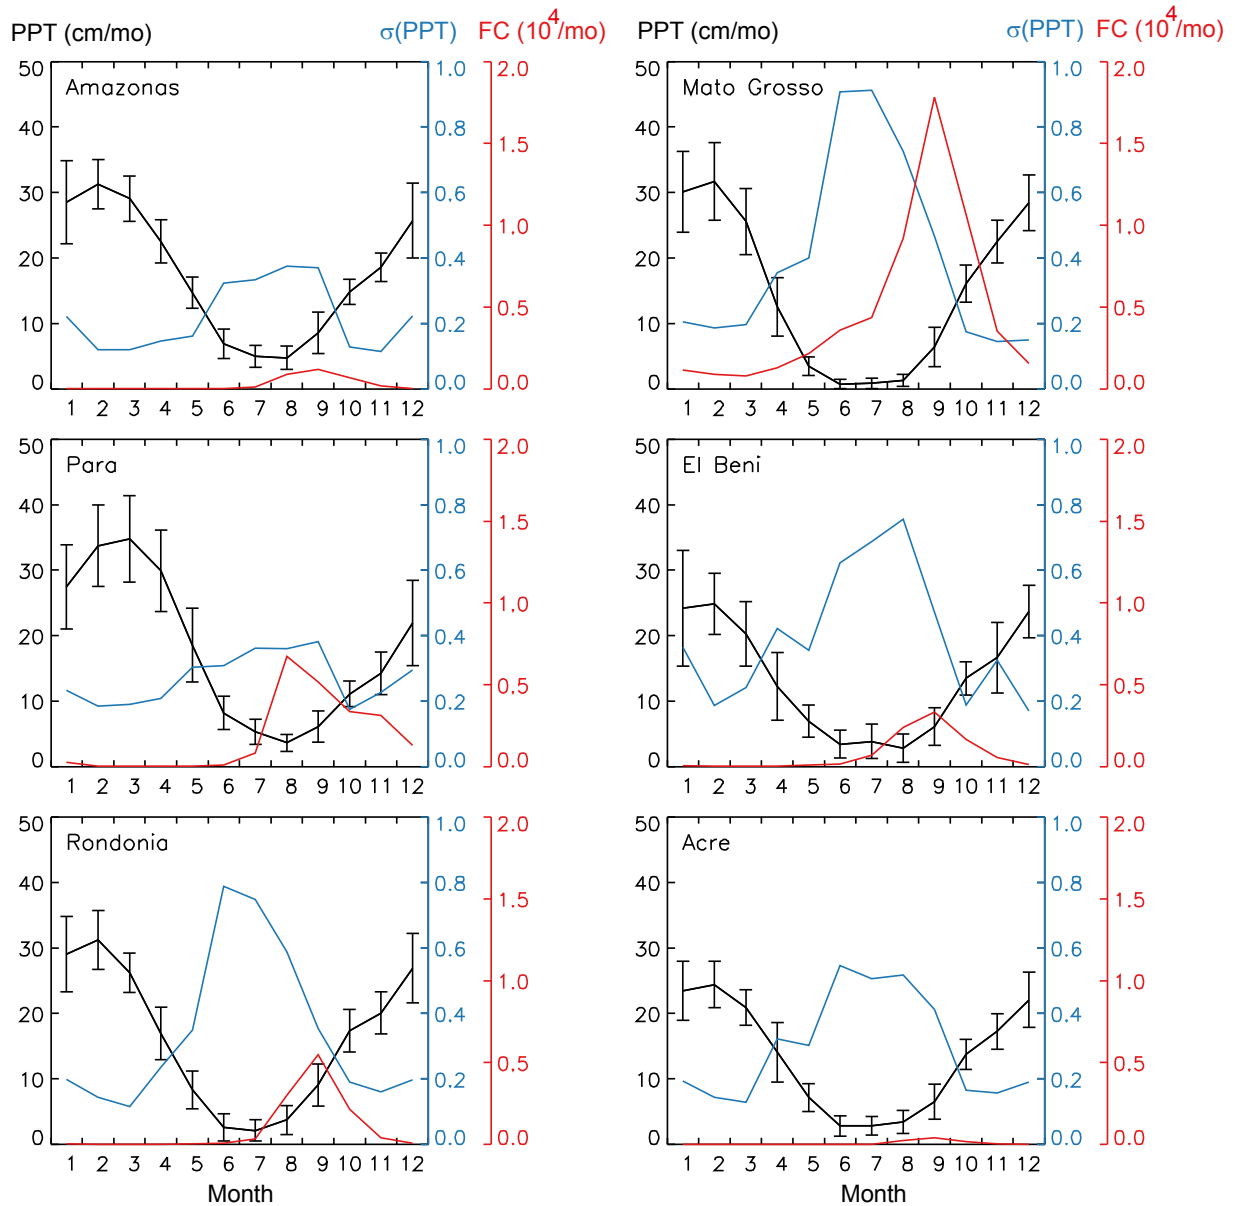 PPT (cm/mo) σ(PPT) FC (10^4/mo) PPT (cm/mo) σ(PPT) FC (10^4/mo)
50 1.0 2.0 50 1.0 2.0
Amazonas Mato Grosso
40 0.8 1.5 40 0.8 1.5
30 0.6 1.0 30 0.6 1.0
20 0.4 0.5 20 0.4 0.5
10 0.2 10 0.2
0 0.0 0.0 0 0.0 0.0
1 2 3 4 5 6 7 8 9 10 11 12 1 2 3 4 5 6 7 8 9 10 11 12
50 1.0 2.0 50 1.0 2.0
Para El Beni
40 0.8 1.5 40 0.8 1.5
30 0.6 1.0 30 0.6 1.0
20 0.4 0.5 20 0.4 0.5
10 0.2 10 0.2
0 0.0 0.0 0 0.0 0.0
1 2 3 4 5 6 7 8 9 10 11 12 1 2 3 4 5 6 7 8 9 10 11 12
50 1.0 2.0 50 1.0 2.0
Rondonia Acre
40 0.8 1.5 40 0.8 1.5
30 0.6 1.0 30 0.6 1.0
20 0.4 0.5 20 0.4 0.5
10 0.2 10 0.2
0 0.0 0.0 0 0.0 0.0
1 2 3 4 5 6 7 8 9 10 11 12 1 2 3 4 5 6 7 8 9 10 11 12
Month Month